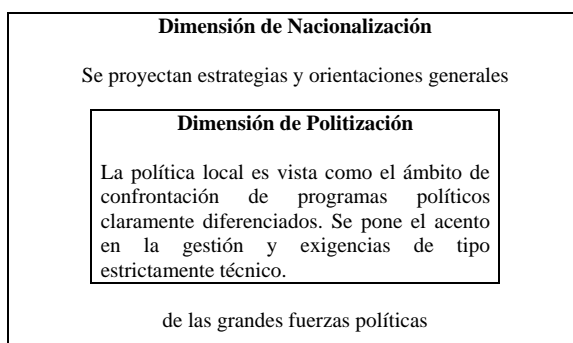 Dimensión de Nacionalización
Se proyectan estrategias y orientaciones generales
Dimensión de Politización
La política local es vista como el ámbito de
confrontación de programas políticos
claramente diferenciados. Se pone el acento
en la gestión y exigencias de tipo
estrictamente técnico.
de las grandes fuerzas políticas